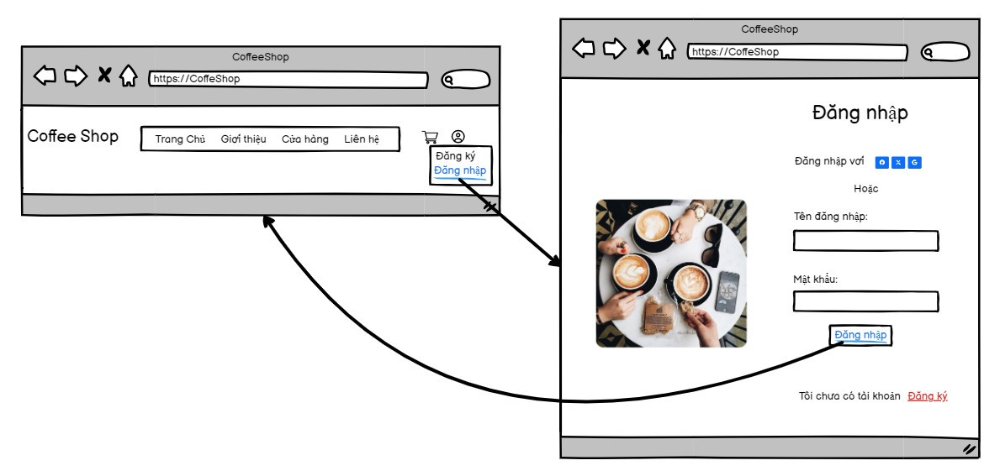 CoffeeShop
https://CoffeShop
Coffee Shop
Trang Chủ Giới thiệu Cửa hàng Liên hệ
Đăng ký
Đăng nhập
CoffeeShop
https://CoffeShop
Đăng nhập
Đăng nhập với
Hoặc
Tên đăng nhập:
Mật khẩu:
Đăng nhập
Tôi chưa có tài khoản Đăng ký